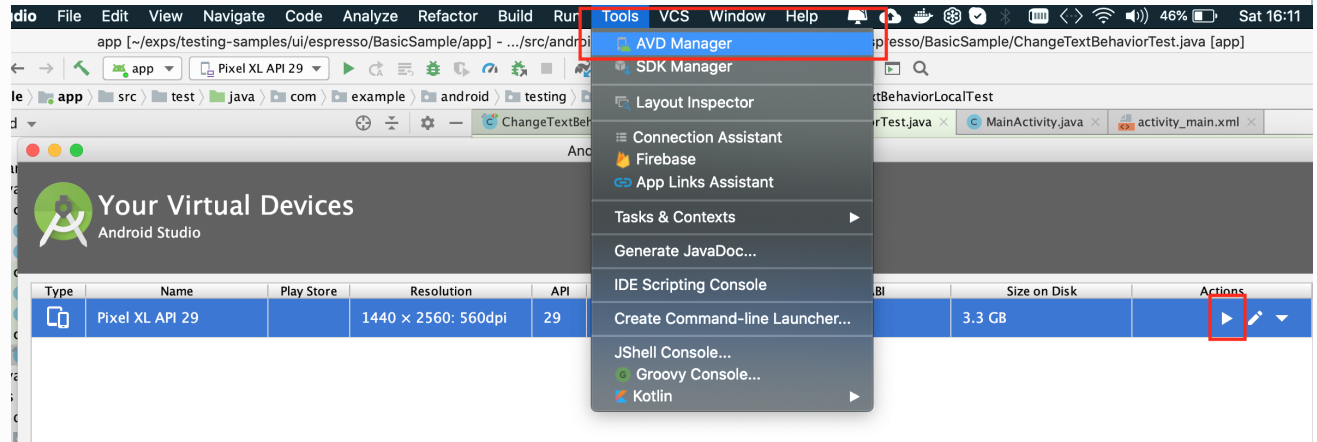 dio File Edit View Navigate Code Analyze Refactor Build Run Tools VCS Window Help 46% Sat 16:11
app [~/exps/testing-samples/ui/espresso/BasicSample/app] - .../src/androi
spresso/BasicSample/ChangeTextBehaviorTest.java [app]
app Pixel XL API 29
le app src test java com example android testing
xtBehaviorLocalTest
d ChangeTextBeh
rTest.java MainActivity.java activity_main.xml
And
AVD Manager
SDK Manager
Layout Inspector
Connection Assistant
Firebase
App Links Assistant
Tasks & Contexts
Generate JavaDoc...
IDE Scripting Console
Create Command-line Launcher...
JShell Console...
G Groovy Console...
Kotlin
Your Virtual Devices
Android Studio
Type Name Play Store Resolution API BI Size on Disk Actions
Pixel XL API 29 1440 × 2560: 560dpi 29 3.3 GB